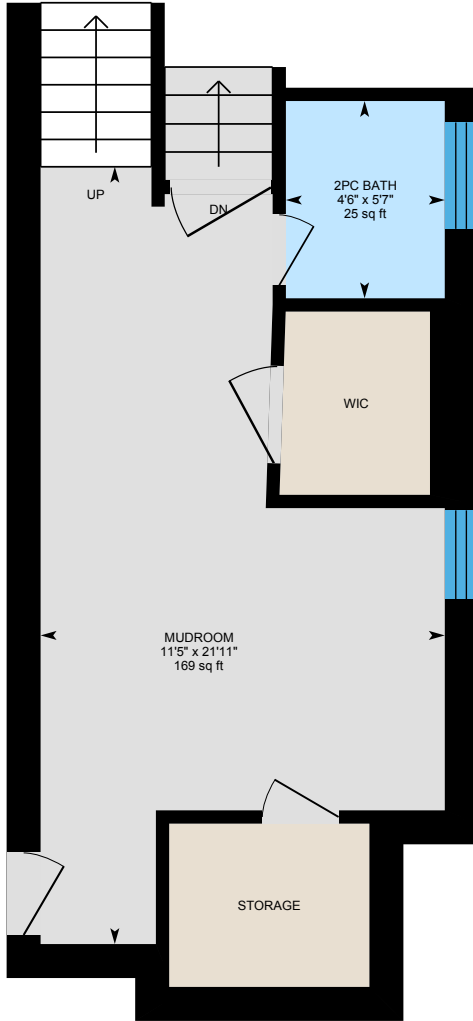 UP
DN
2PC BATH
4'6" x 5'7"
25 sq ft
WIC
MUDROOM
11'5" x 21'11"
169 sq ft
STORAGE